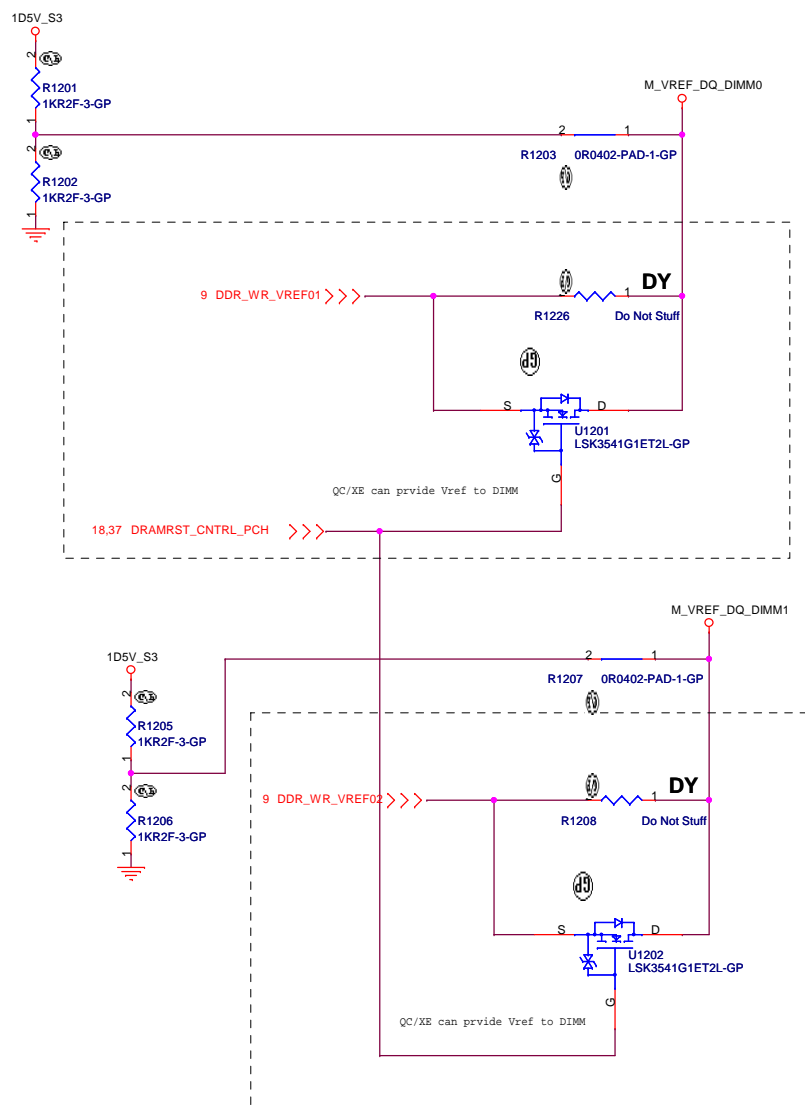 1D5V_S3
2
R1201
1KR2F-3-GP
1
2
R1202
1KR2F-3-GP
1
M_VREF_DQ_DIMM0
2 1
R1203 0R0402-PAD-1-GP
9 DDR_WR_VREF01
DY
1
R1226 Do Not Stuff
GP
S D
U1201
LSK3541G1ET2L-GP
G
QC/XE can prvide Vref to DIMM
18,37 DRAMRST_CNTRL_PCH
M_VREF_DQ_DIMM1
1D5V_S3
2 1
R1207 0R0402-PAD-1-GP
2
R1205
1KR2F-3-GP
1
2
R1206
1KR2F-3-GP
1
9 DDR_WR_VREF02
DY
1
R1208 Do Not Stuff
GP
S D
U1202
LSK3541G1ET2L-GP
G
QC/XE can prvide Vref to DIMM